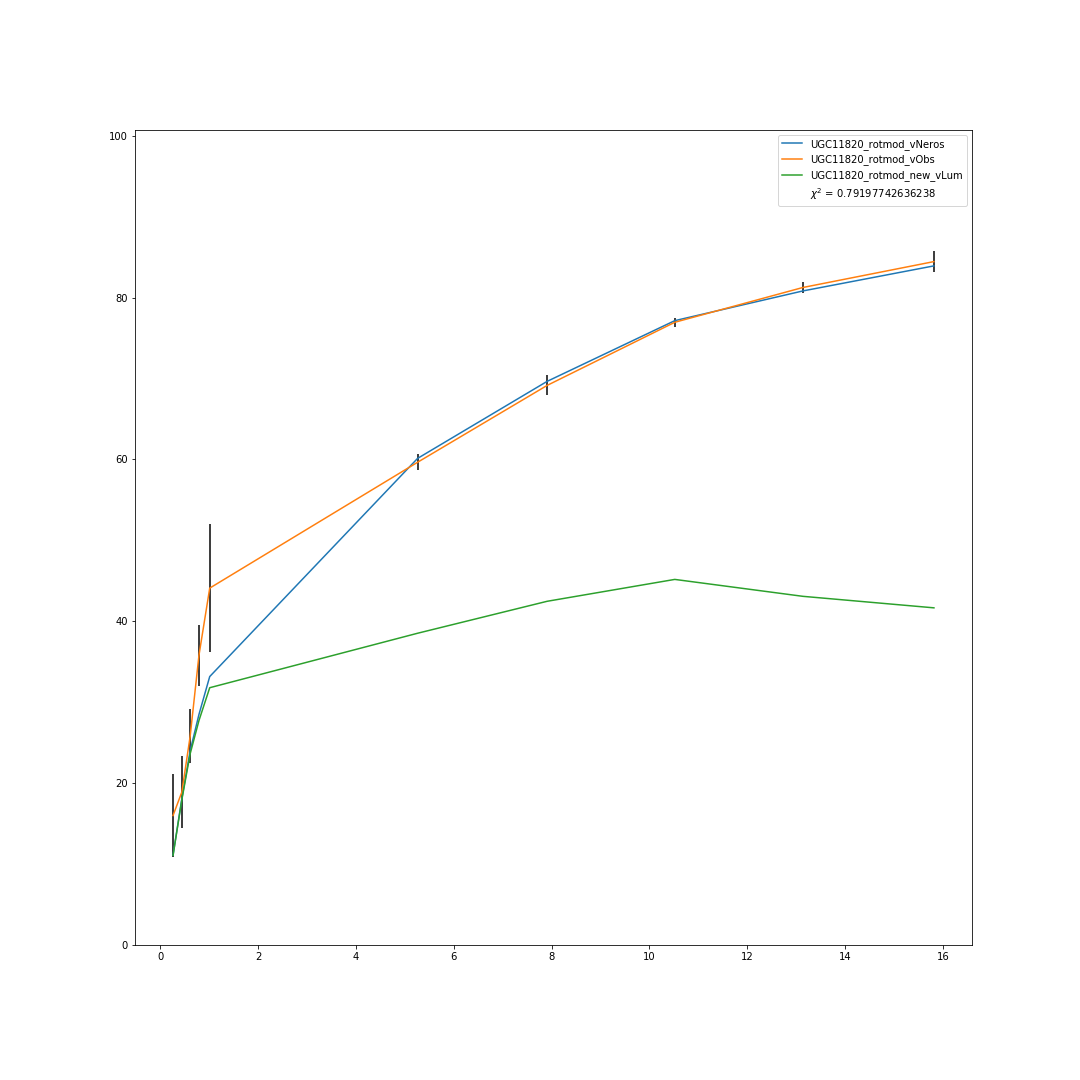 100
80
60
40
20
0
0 2 4 6 8 10 12 14 16
UGC11820_rotmod_vNeros
UGC11820_rotmod_vObs
UGC11820_rotmod_new_vLum
χ² = 0.79197742636238